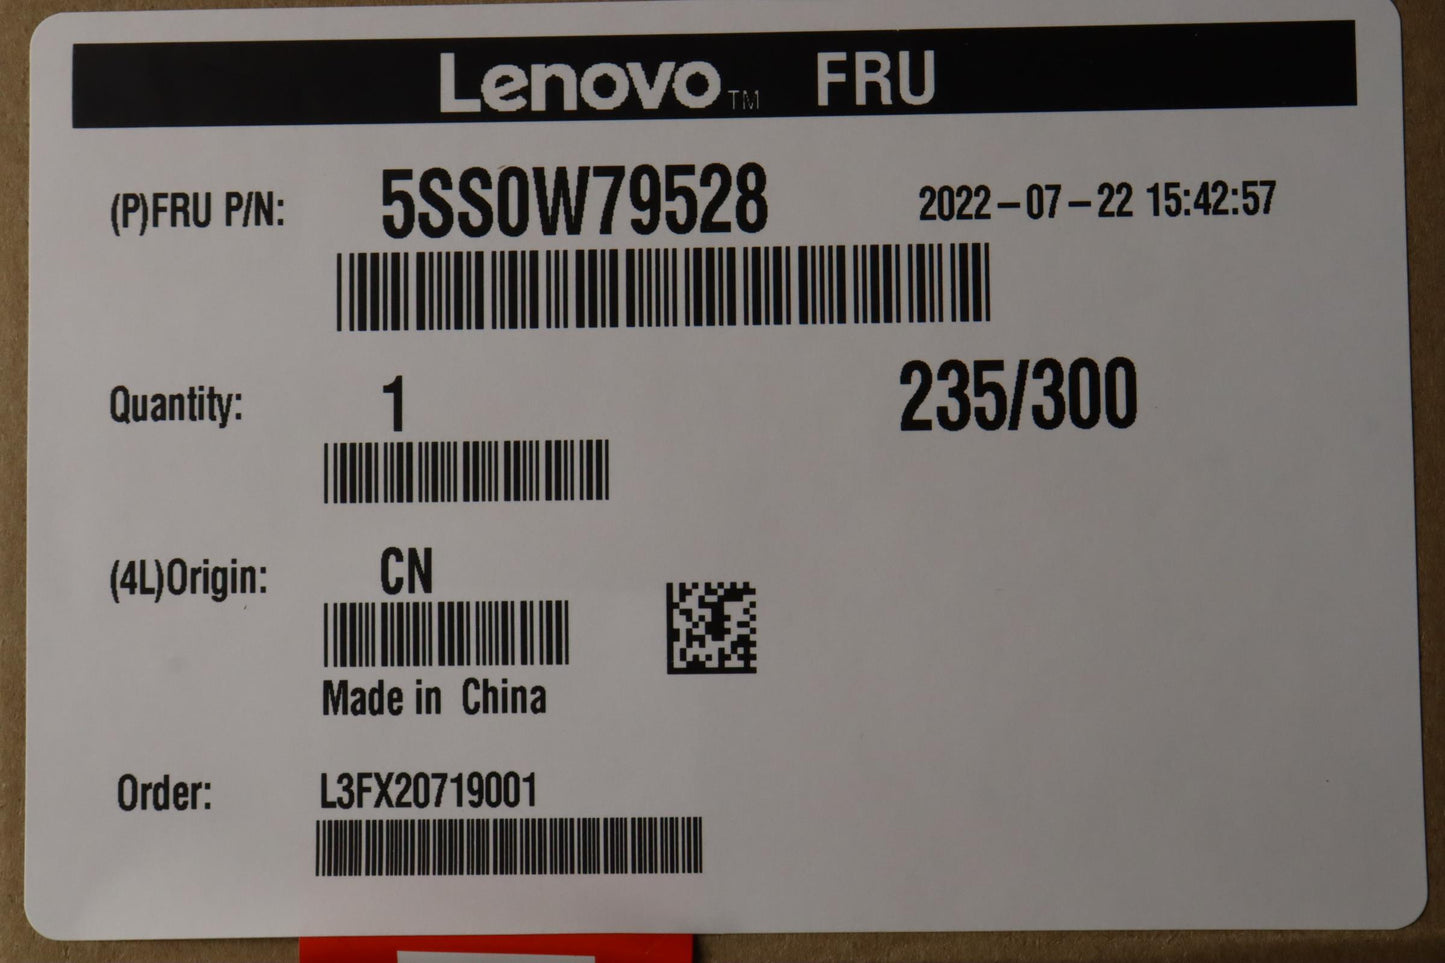 Lenovo™ FRU
(P)FRU P/N: 5SS0W79528 2022-07-22 15:42:57
Quantity: 1 235/300
(4L)Origin: CN
Made in China
Order: L3FX20719001